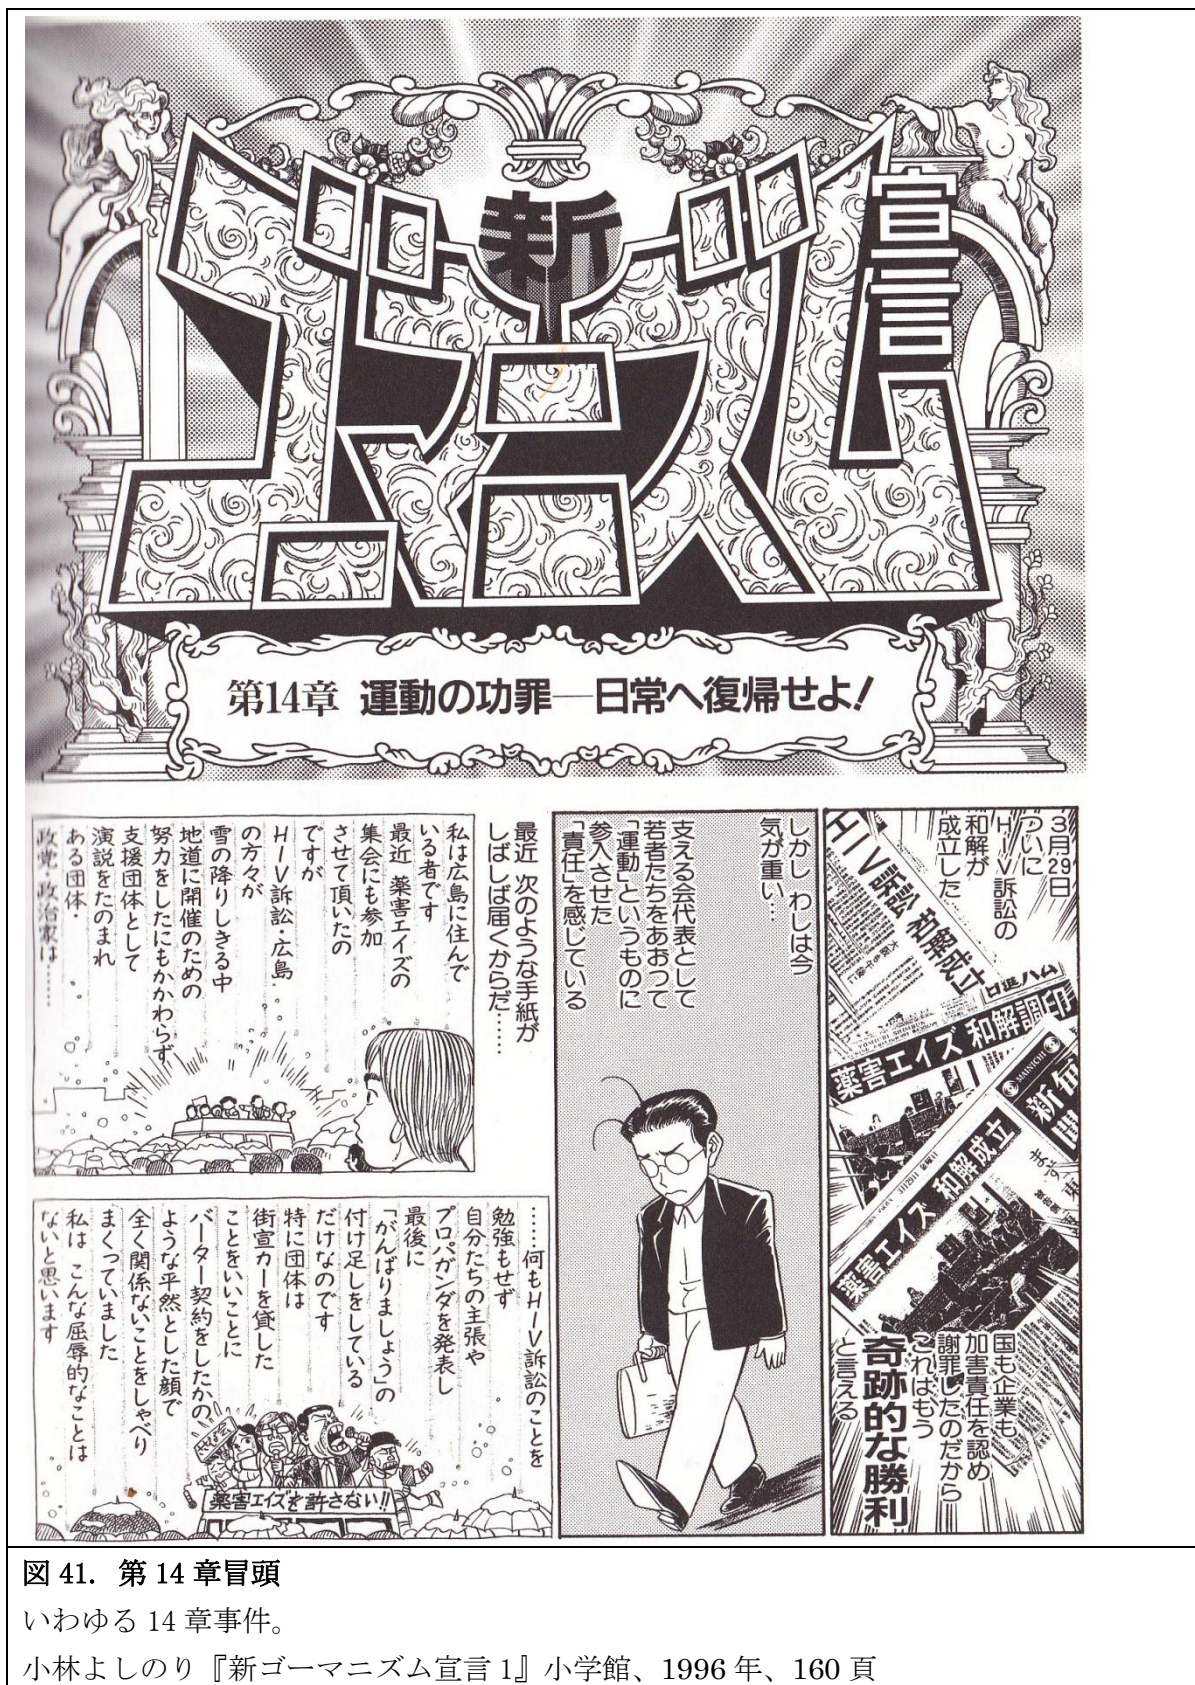 新
ゴーマニズム
宣言
第14章 運動の功罪―日常へ復帰せよ!
3月29日
ついに
HIV訴訟の
和解が
成立した
HIV訴訟 和解成立
大阪も午後に
日進ハム
YOMIURI SHIMBUN
薬害エイズ 和解調印
MAINICHI
薬害エイズ 和解成立
国も企業も
加害責任を認め
謝罪したのだから
これはもう
奇跡的な勝利
と言える
しかし わしは今
気が重い…
支える会代表として
若者たちをあおって
「運動」というものに
参入させた
「責任」を感じている
最近 次のような手紙が
しばしば届くからだ……
私は広島に住んで
いる者です
最近 薬害エイズの
集会にも参加
させて頂いたの
ですが
HIV訴訟・広島
の方々が
雪の降りしきる中
地道に開催のための
努力をしたにもかかわらず
支援団体として
演説をたのまれ
ある団体・
政党・政治家は……
……何もHIV訴訟のことを
勉強もせず
自分たちの主張や
プロパガンダを発表し
最後に
「がんばりましょう」の
付け足しをしている
だけなのです
特に団体は
街宣カーを貸した
ことをいいことに
バーター契約をしたかの
ような平然とした顔で
全く関係ないことをしゃべり
まくっていました
私は こんな屈辱的なことは
ないと思います
薬害エイズを許さない!!
図 41. 第 14 章冒頭
いわゆる 14 章事件。
小林よしのり『新ゴーマニズム宣言 1』小学館、1996 年、160 頁